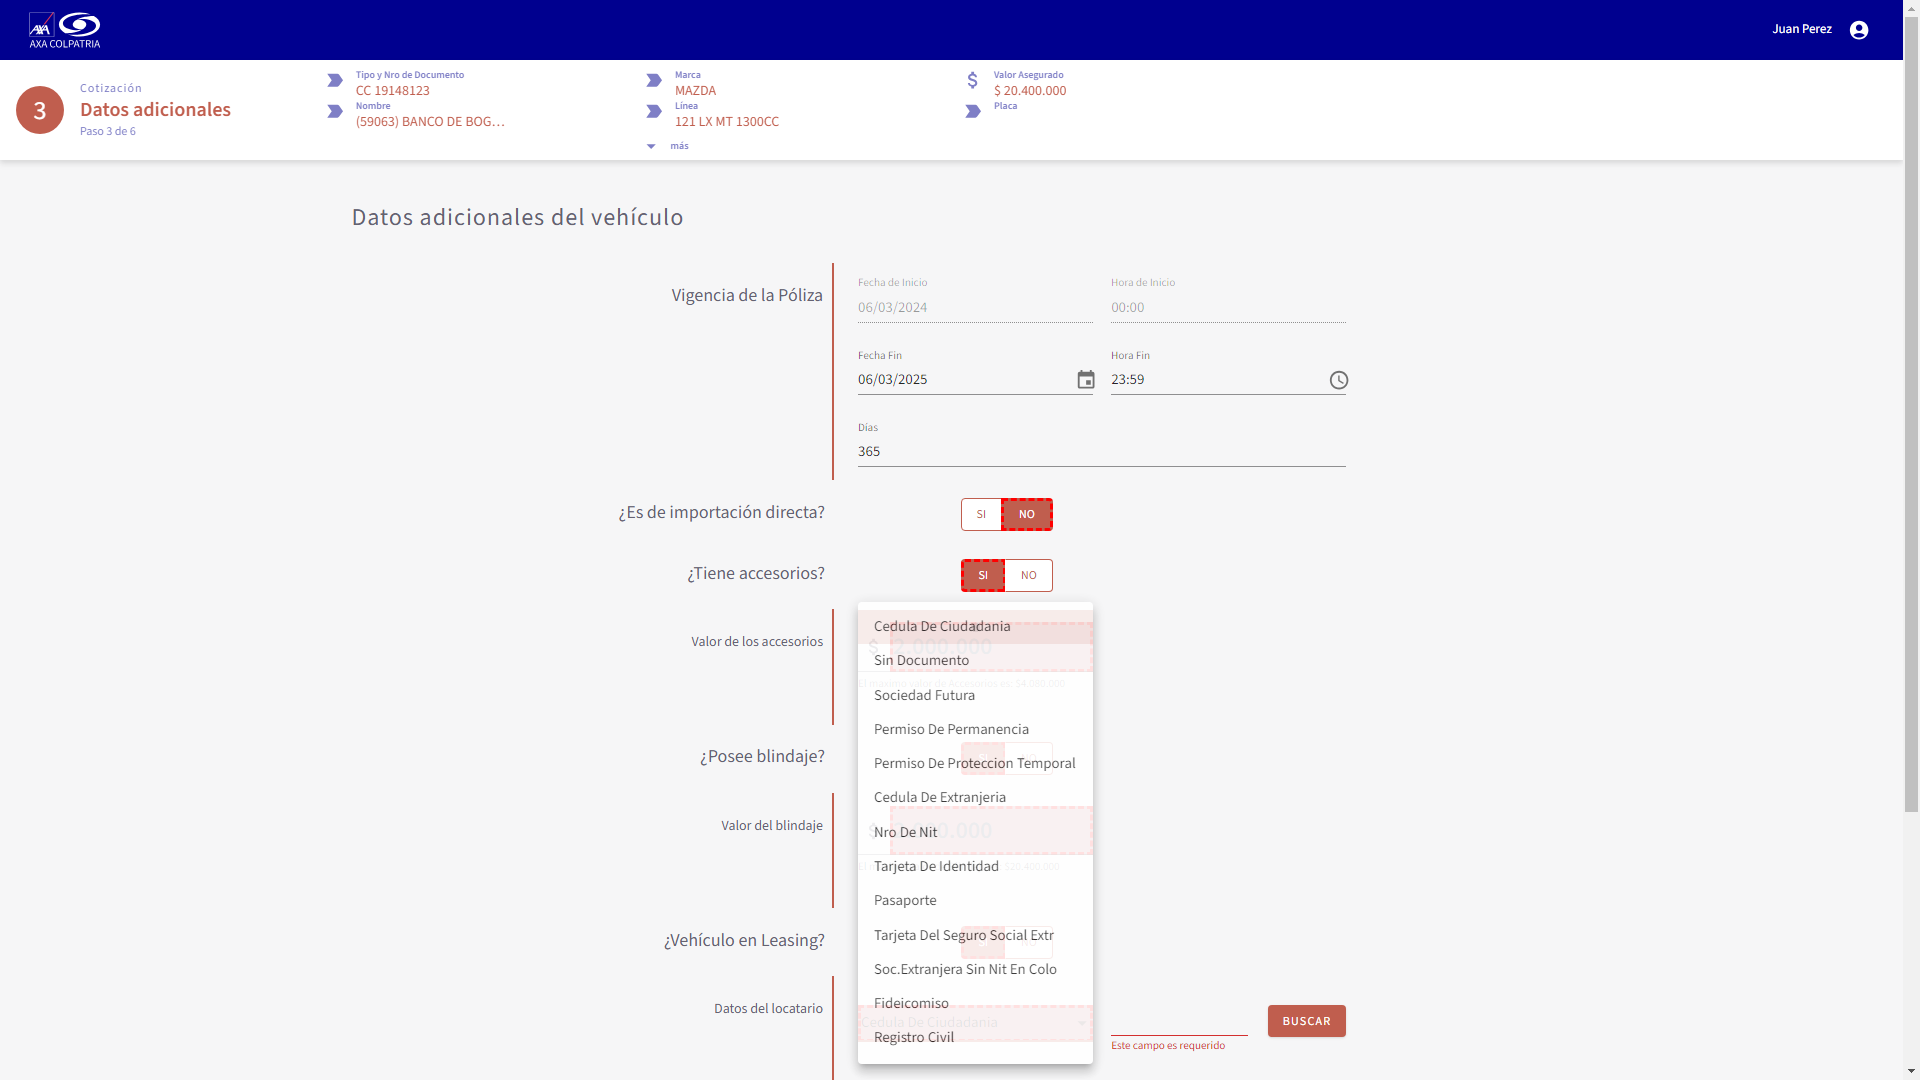 AXA
AXA COLPATRIA
Juan Perez
3
Cotización
Datos adicionales
Paso 3 de 6
Tipo y Nro de Documento
CC 19148123
Nombre
(59063) BANCO DE BOG...
Marca
MAZDA
Línea
121 LX MT 1300CC
más
Valor Asegurado
$ 20.400.000
Placa
Datos adicionales del vehículo
Vigencia de la Póliza
Fecha de Inicio
06/03/2024
Hora de Inicio
00:00
Fecha Fin
06/03/2025
Hora Fin
23:59
Días
365
¿Es de importación directa?
SI NO
¿Tiene accesorios?
SI NO
Valor de los accesorios
$ 2.000.000
Cedula De Ciudadania
Sin Documento
Sociedad Futura
Permiso De Permanencia
Permiso De Proteccion Temporal
Cedula De Extranjeria
Nro De Nit
Tarjeta De Identidad
Pasaporte
Tarjeta Del Seguro Social Extr
Soc.Extranjera Sin Nit En Colo
Fideicomiso
Registro Civil
¿Posee blindaje?
Valor del blindaje
¿Vehículo en Leasing?
Datos del locatario
Cedula De Ciudadania
Este campo es requerido
BUSCAR